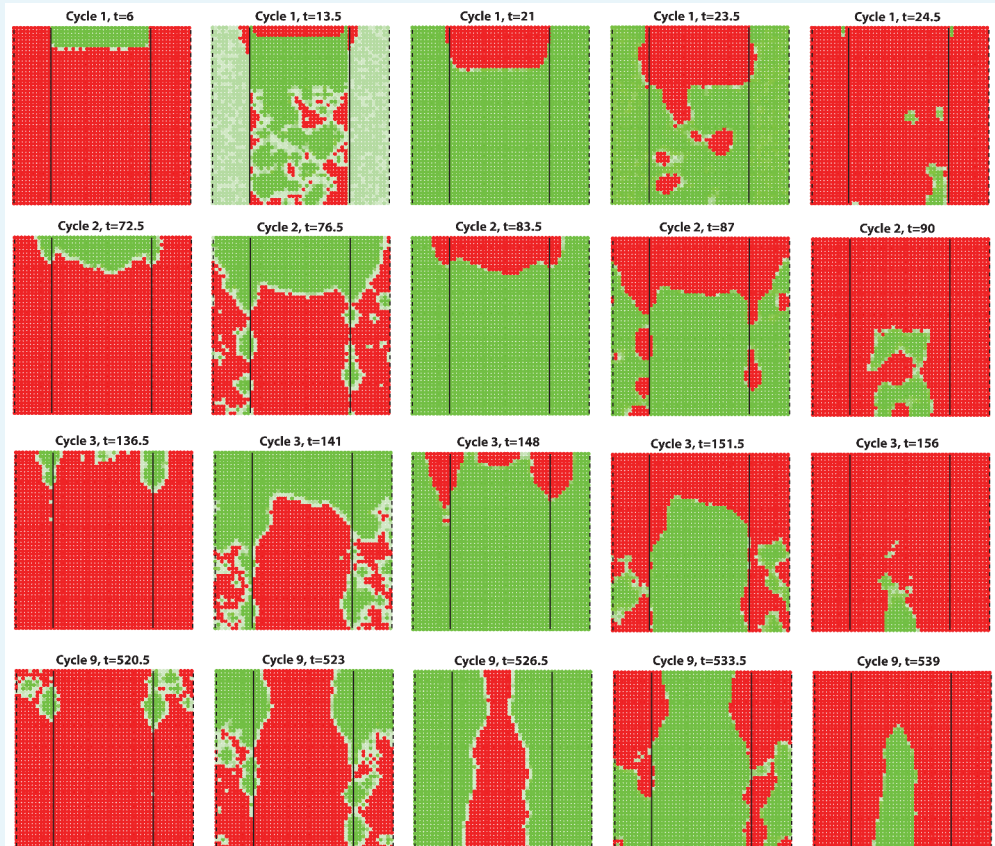 Cycle 1, t=6
Cycle 1, t=13.5
Cycle 1, t=21
Cycle 1, t=23.5
Cycle 1, t=24.5
Cycle 2, t=72.5
Cycle 2, t=76.5
Cycle 2, t=83.5
Cycle 2, t=87
Cycle 2, t=90
Cycle 3, t=136.5
Cycle 3, t=141
Cycle 3, t=148
Cycle 3, t=151.5
Cycle 3, t=156
Cycle 9, t=520.5
Cycle 9, t=523
Cycle 9, t=526.5
Cycle 9, t=533.5
Cycle 9, t=539